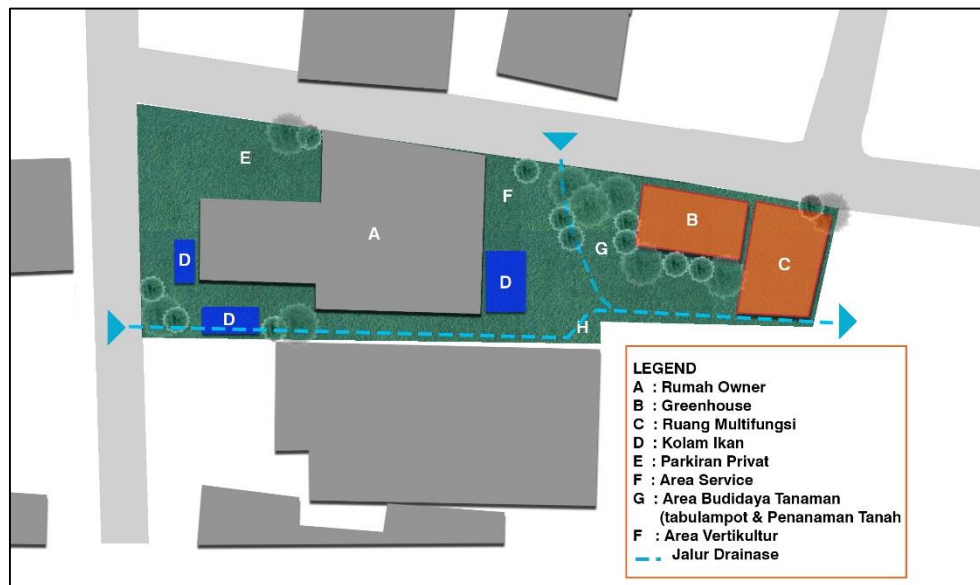 E
F
B
G
A
C
D
D
D
H
LEGEND
A : Rumah Owner
B : Greenhouse
C : Ruang Multifungsi
D : Kolam Ikan
E : Parkiran Privat
F : Area Service
G : Area Budidaya Tanaman
(tabulampot & Penanaman Tanah
F : Area Vertikultur
Jalur Drainase